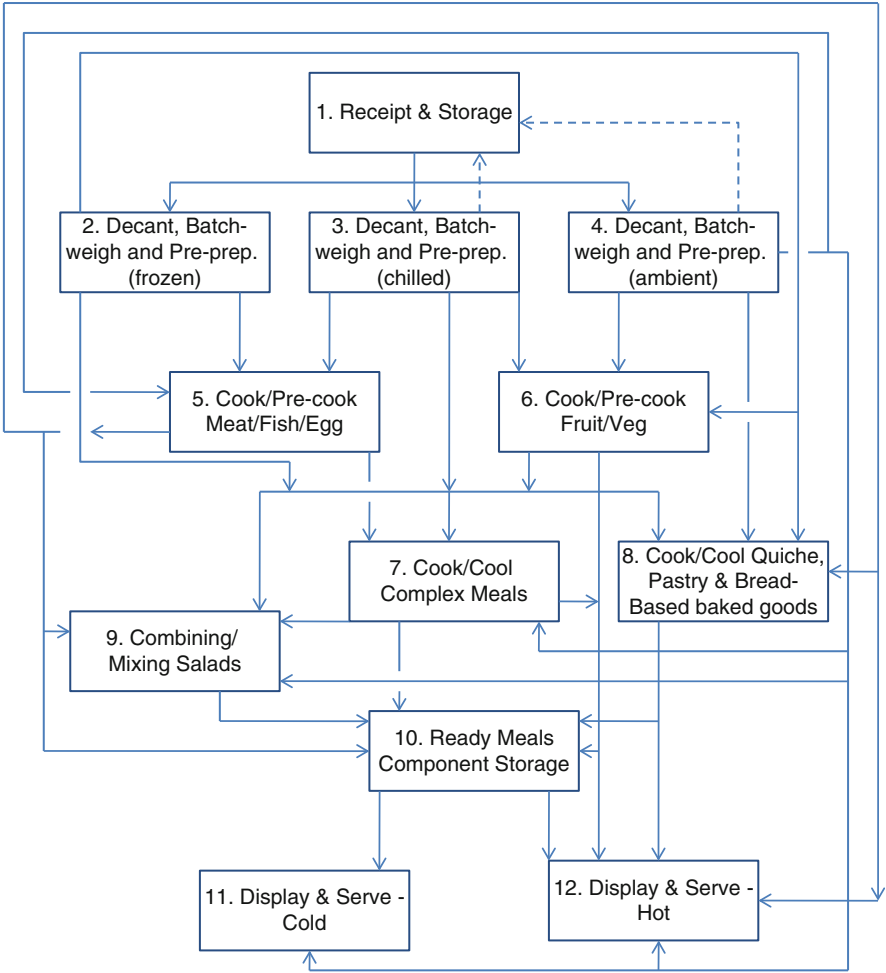 1. Receipt & Storage
2. Decant, Batch-
weigh and Pre-prep.
(frozen)
3. Decant, Batch-
weigh and Pre-prep.
(chilled)
4. Decant, Batch-
weigh and Pre-prep.
(ambient)
5. Cook/Pre-cook
Meat/Fish/Egg
6. Cook/Pre-cook
Fruit/Veg
7. Cook/Cool
Complex Meals
8. Cook/Cool Quiche,
Pastry & Bread-
Based baked goods
9. Combining/
Mixing Salads
10. Ready Meals
Component Storage
11. Display & Serve -
Cold
12. Display & Serve -
Hot